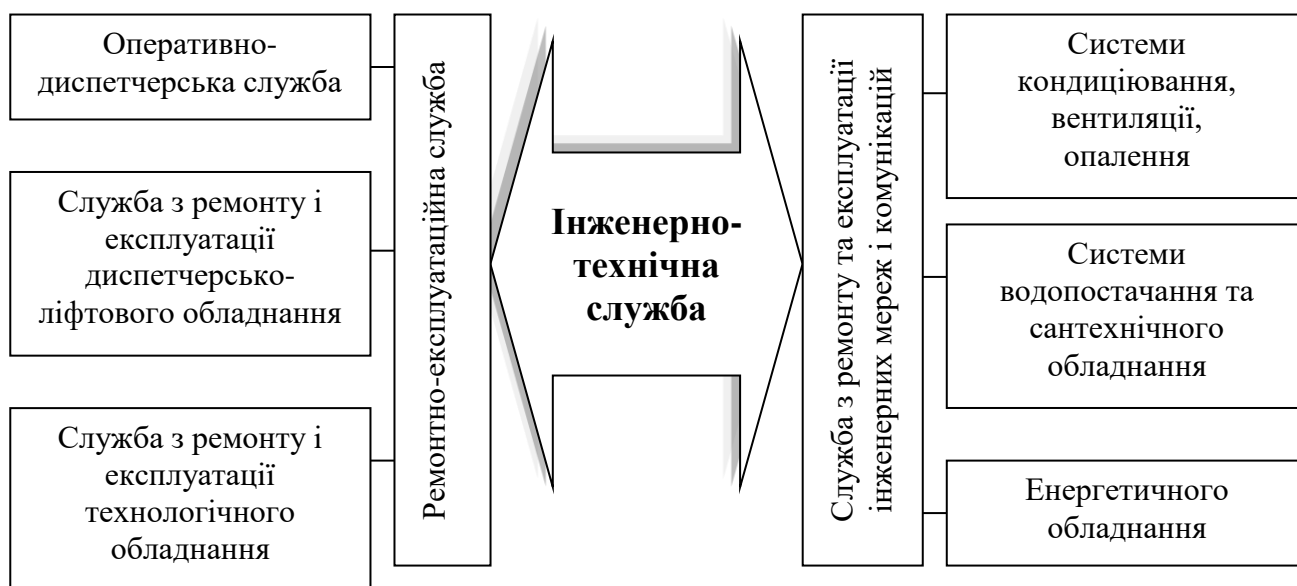 Оперативно-
диспетчерська служба
Служба з ремонту і
експлуатації
диспетчерсько-
ліфтового обладнання
Служба з ремонту і
експлуатації
технологічного
обладнання
Ремонтно-експлуатаційна служба
Інженерно-
технічна
служба
Служба з ремонту та експлуатації
інженерних мереж і комунікацій
Системи
кондиціювання,
вентиляції,
опалення
Системи
водопостачання та
сантехнічного
обладнання
Енергетичного
обладнання